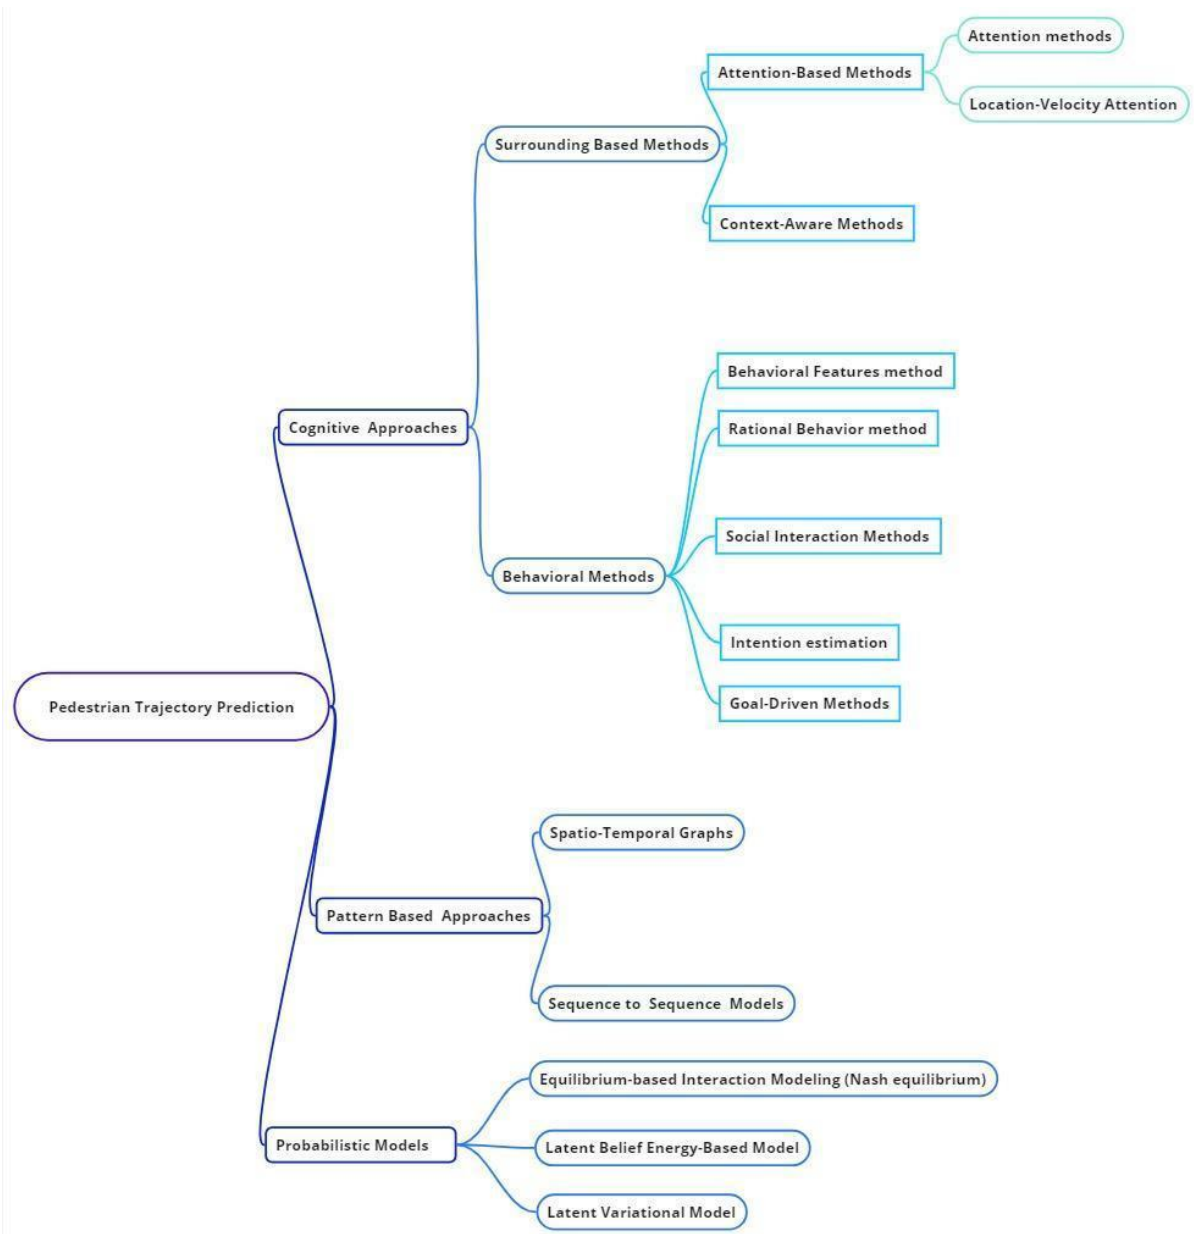 Attention methods
Attention-Based Methods
Location-Velocity Attention
Surrounding Based Methods
Context-Aware Methods
Behavioral Features method
Cognitive Approaches
Rational Behavior method
Social Interaction Methods
Behavioral Methods
Intention estimation
Goal-Driven Methods
Pedestrian Trajectory Prediction
Spatio-Temporal Graphs
Pattern Based Approaches
Sequence to Sequence Models
Equilibrium-based Interaction Modeling (Nash equilibrium)
Probabilistic Models
Latent Belief Energy-Based Model
Latent Variational Model